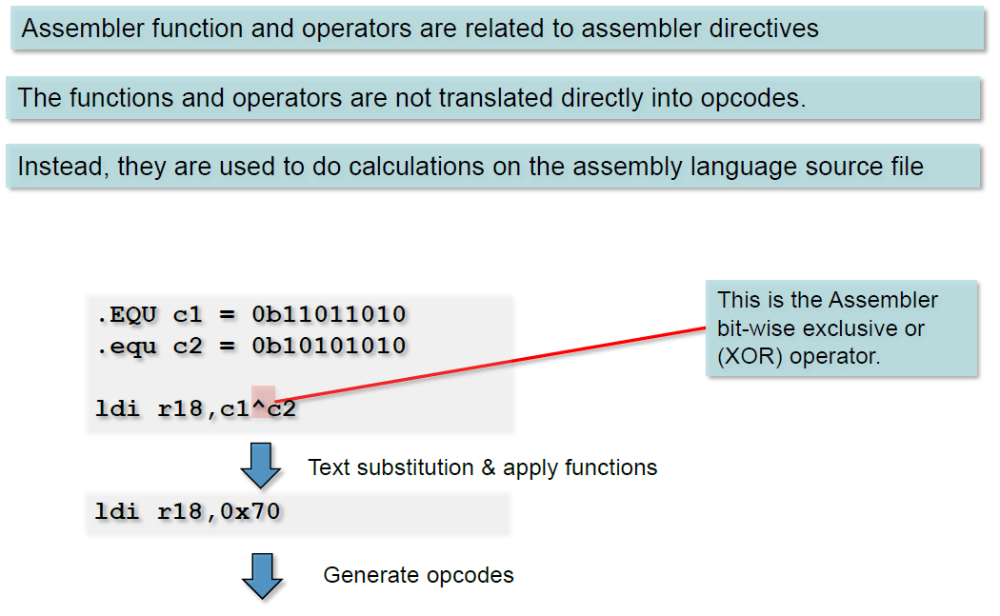 Assembler function and operators are related to assembler directives
The functions and operators are not translated directly into opcodes.
Instead, they are used to do calculations on the assembly language source file
.EQU c1 = 0b11011010
.equ c2 = 0b10101010
ldi r18,c1^c2
This is the Assembler
bit-wise exclusive or
(XOR) operator.
Text substitution & apply functions
ldi r18,0x70
Generate opcodes